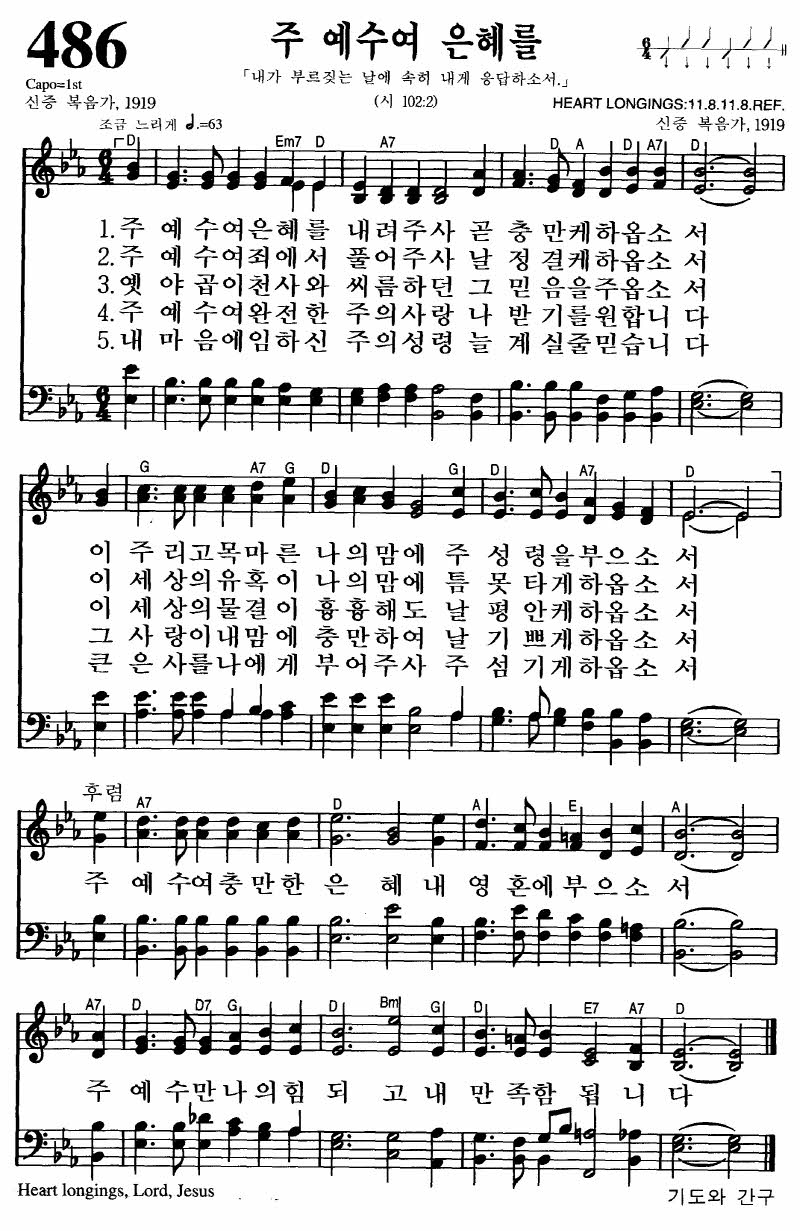 486
주 예수여 은혜를
「내가 부르짖는 날에 속히 내게 응답하소서.」
(시 102:2)
Capo=1st
신증 복음가, 1919
HEART LONGINGS:11.8.11.8.REF.
신증 복음가, 1919
조금 느리게 𝅗𝅥.=63
D Em7 D A7 D A D A7 D
1. 주 예 수여은혜를 내려주사 곧 충 만케하옵소 서
2. 주 예 수여죄에서 풀어주사 날 정 결케하옵소 서
3. 옛 야 곱이천사와 씨름하던 그 믿 음을주옵소 서
4. 주 예 수여완전한 주의사랑 나 받 기를원합니 다
5. 내 마 음에임하신 주의성령 늘 계 실줄믿습니 다
G A7 G D G D A7 D
이 주 리고목마른 나의맘에 주 성 령을부으소 서
이 세 상의유혹이 나의맘에 틈 못 타게하옵소 서
이 세 상의물결이 흉흉해도 날 평 안케하옵소 서
그 사 랑이내맘에 충만하여 날 기 쁘게하옵소 서
큰 은 사를나에게 부어주사 주 섬 기게하옵소 서
후렴
A7 D A E A
주 예 수여충만한 은 혜 내 영 혼에부으소 서
A7 D D7 G D Bm G D E7 A7 D
주 예 수만나의힘 되 고 내 만 족함 됩 니 다
Heart longings, Lord, Jesus
기도와 간구